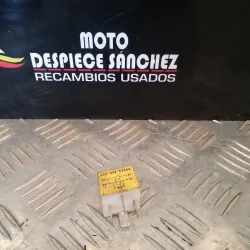 MOTO
DESPIECE SÁNCHEZ
RECAMBIOS USADOS